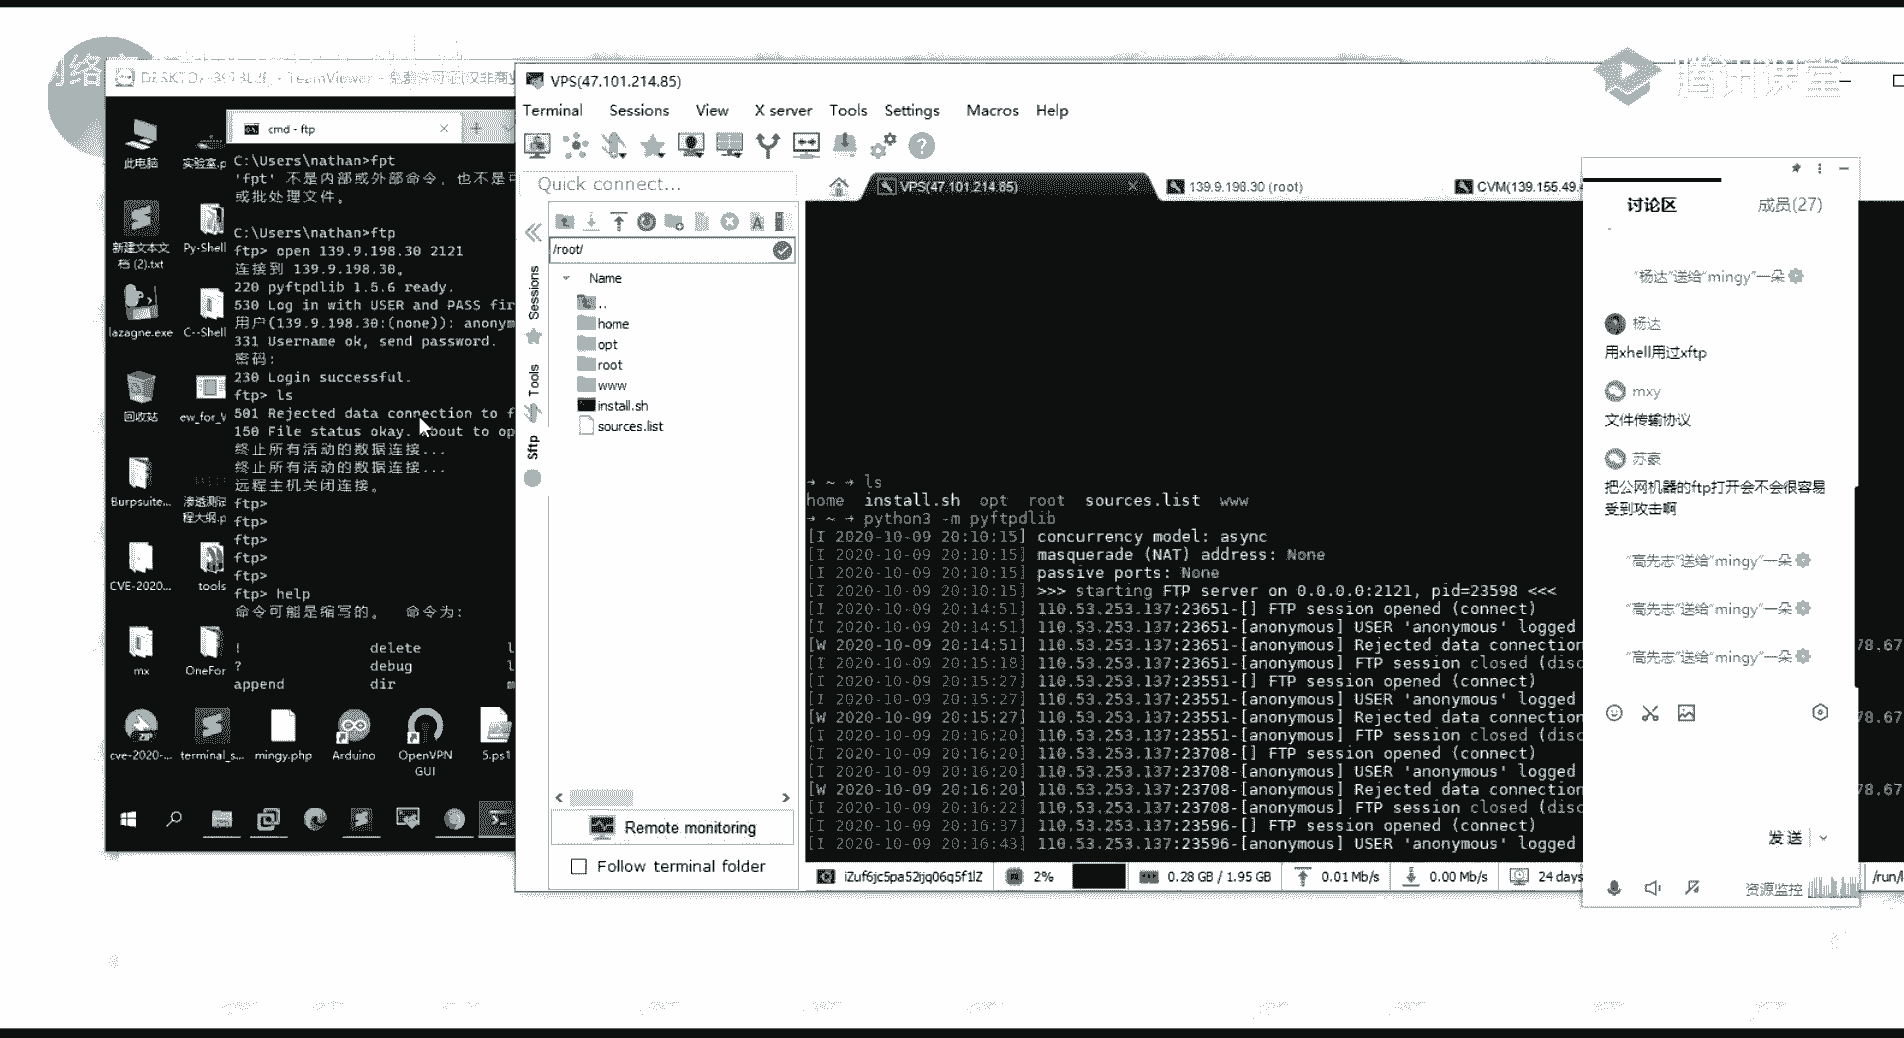 腾讯课堂
VPS(47.101.214.85)
Terminal Sessions View X server Tools Settings Macros Help
Quick connect...
VPS(47.101.214.85)
139.9.198.30 (root)
CVM(139.155.49.
/root/
Name
..
home
opt
root
www
install.sh
sources.list
Sessions
Tools
Sftp
Remote monitoring
Follow terminal folder
cmd - ftp
C:\Users\nathan>fpt
'fpt' 不是内部或外部命令，也不是可
或批处理文件。
C:\Users\nathan>ftp
ftp> open 139.9.198.30 2121
连接到 139.9.198.30。
220 pyftpdlib 1.5.6 ready.
530 Log in with USER and PASS fir
用户(139.9.198.30:(none)): anonym
331 Username ok, send password.
密码:
230 Login successful.
ftp> ls
501 Rejected data connection to f
150 File status okay. About to op
终止所有活动的数据连接...
终止所有活动的数据连接...
远程主机关闭连接。
ftp>
ftp>
ftp>
ftp>
ftp>
ftp> help
命令可能是缩写的。 命令为:
! delete l
? debug l
append dir m
此电脑
实验室.p
新建文本文
档 (2).txt
Py-Shell
lazagne.exe
C--Shell
回收站
ew_for_W
Burpsuite...
渗透测试
程大纲.p
CVE-2020...
tools
mx
OneFor
cve-2020-...
terminal_s...
mingy.php
Arduino
OpenVPN
GUI
5.ps1
→ ~ → ls
home install.sh opt root sources.list www
→ ~ → python3 -m pyftpdlib
[I 2020-10-09 20:10:15] concurrency model: async
[I 2020-10-09 20:10:15] masquerade (NAT) address: None
[I 2020-10-09 20:10:15] passive ports: None
[I 2020-10-09 20:10:15] >>> starting FTP server on 0.0.0.0:2121, pid=23598 <<<
[I 2020-10-09 20:14:51] 110.53.253.137:23651-[] FTP session opened (connect)
[I 2020-10-09 20:14:51] 110.53.253.137:23651-[anonymous] USER 'anonymous' logged
[W 2020-10-09 20:14:51] 110.53.253.137:23651-[anonymous] Rejected data connection
78.67
[I 2020-10-09 20:15:18] 110.53.253.137:23651-[anonymous] FTP session closed (disc
[I 2020-10-09 20:15:27] 110.53.253.137:23551-[] FTP session opened (connect)
[I 2020-10-09 20:15:27] 110.53.253.137:23551-[anonymous] USER 'anonymous' logged
[W 2020-10-09 20:15:27] 110.53.253.137:23551-[anonymous] Rejected data connection
78.67
[I 2020-10-09 20:16:20] 110.53.253.137:23551-[anonymous] FTP session closed (disc
[I 2020-10-09 20:16:20] 110.53.253.137:23708-[] FTP session opened (connect)
[I 2020-10-09 20:16:20] 110.53.253.137:23708-[anonymous] USER 'anonymous' logged
[W 2020-10-09 20:16:20] 110.53.253.137:23708-[anonymous] Rejected data connection
78.67
[I 2020-10-09 20:16:22] 110.53.253.137:23708-[anonymous] FTP session closed (disc
[I 2020-10-09 20:16:37] 110.53.253.137:23596-[] FTP session opened (connect)
[I 2020-10-09 20:16:43] 110.53.253.137:23596-[anonymous] USER 'anonymous' logged
2% 0.28 GB / 1.95 GB 0.01 Mb/s 0.00 Mb/s 24 days
讨论区 成员(27)
"杨达"送给"mingy"一朵
杨达
用xhell用过xftp
mxy
文件传输协议
苏豪
把公网机器的ftp打开会不会很容易
受到攻击啊
"高先志"送给"mingy"一朵
"高先志"送给"mingy"一朵
"高先志"送给"mingy"一朵
发送
资源监控